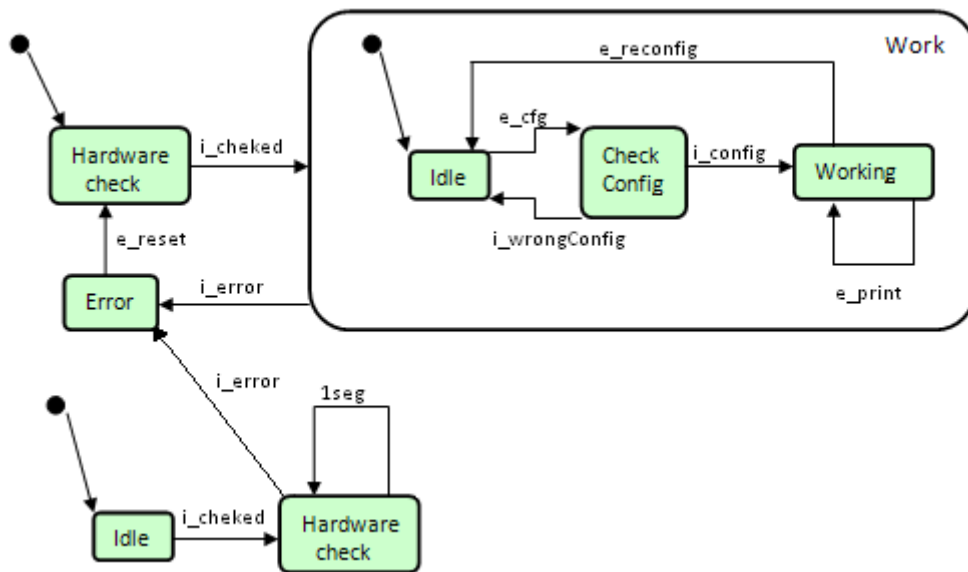 Work
e_reconfig
e_cfg
Hardware
check
i_cheked
Idle
Check
Config
i_config
Working
e_reset
i_wrongConfig
Error
i_error
e_print
i_error
1seg
Idle
i_cheked
Hardware
check